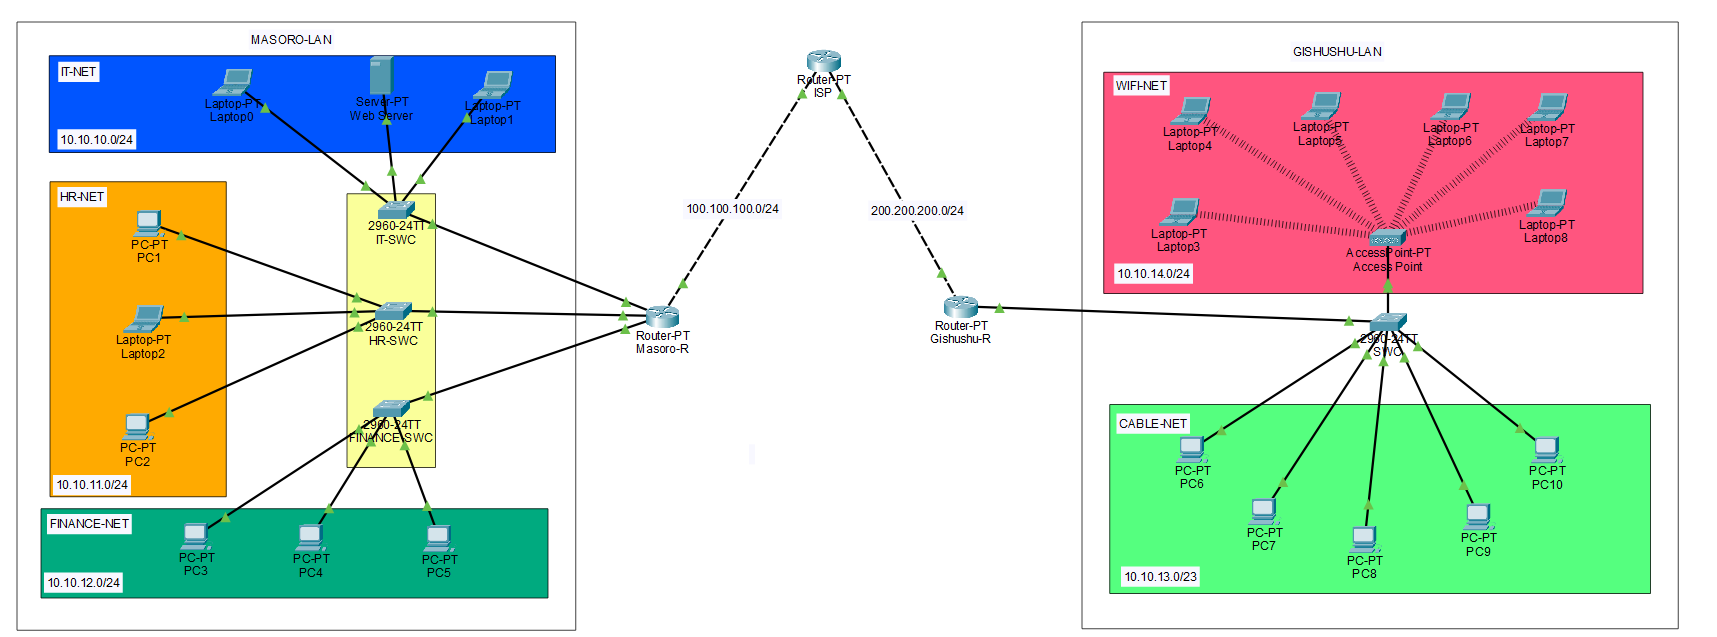 MASORO-LAN
IT-NET
Laptop-PT
Laptop0
Server-PT
Web Server
Laptop-PT
Laptop1
10.10.10.0/24
HR-NET
PC-PT
PC1
Laptop-PT
Laptop2
PC-PT
PC2
10.10.11.0/24
2960-24TT
IT-SWC
2960-24TT
HR-SWC
2960-24TT
FINANCE-SWC
FINANCE-NET
PC-PT
PC3
PC-PT
PC4
PC-PT
PC5
10.10.12.0/24
Router-PT
Masoro-R
100.100.100.0/24
Router-PT
ISP
200.200.200.0/24
Router-PT
Gishushu-R
GISHUSHU-LAN
WIFI-NET
Laptop-PT
Laptop4
Laptop-PT
Laptop5
Laptop-PT
Laptop6
Laptop-PT
Laptop7
Laptop-PT
Laptop3
Laptop-PT
Laptop8
AccessPoint-PT
Access Point
10.10.14.0/24
2960-24TT
SWC
CABLE-NET
PC-PT
PC6
PC-PT
PC7
PC-PT
PC8
PC-PT
PC9
PC-PT
PC10
10.10.13.0/23